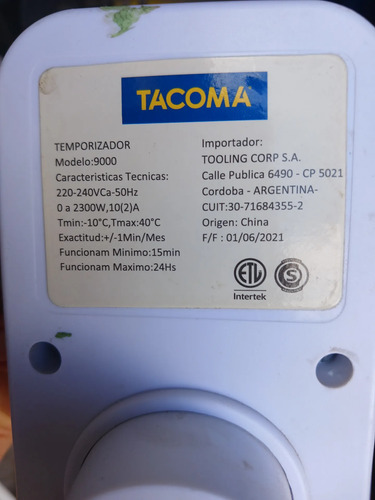 TACOMA
TEMPORIZADOR
Modelo:9000
Caracteristicas Tecnicas:
220-240VCa-50Hz
0 a 2300W,10(2)A
Tmin:-10°C,Tmax:40°C
Exactitud:+/-1Min/Mes
Funcionam Minimo:15min
Funcionam Maximo:24Hs
Importador:
TOOLING CORP S.A.
Calle Publica 6490 - CP 5021
Cordoba - ARGENTINA-
CUIT:30-71684355-2
Origen: China
F/F : 01/06/2021
ETL
Intertek
S